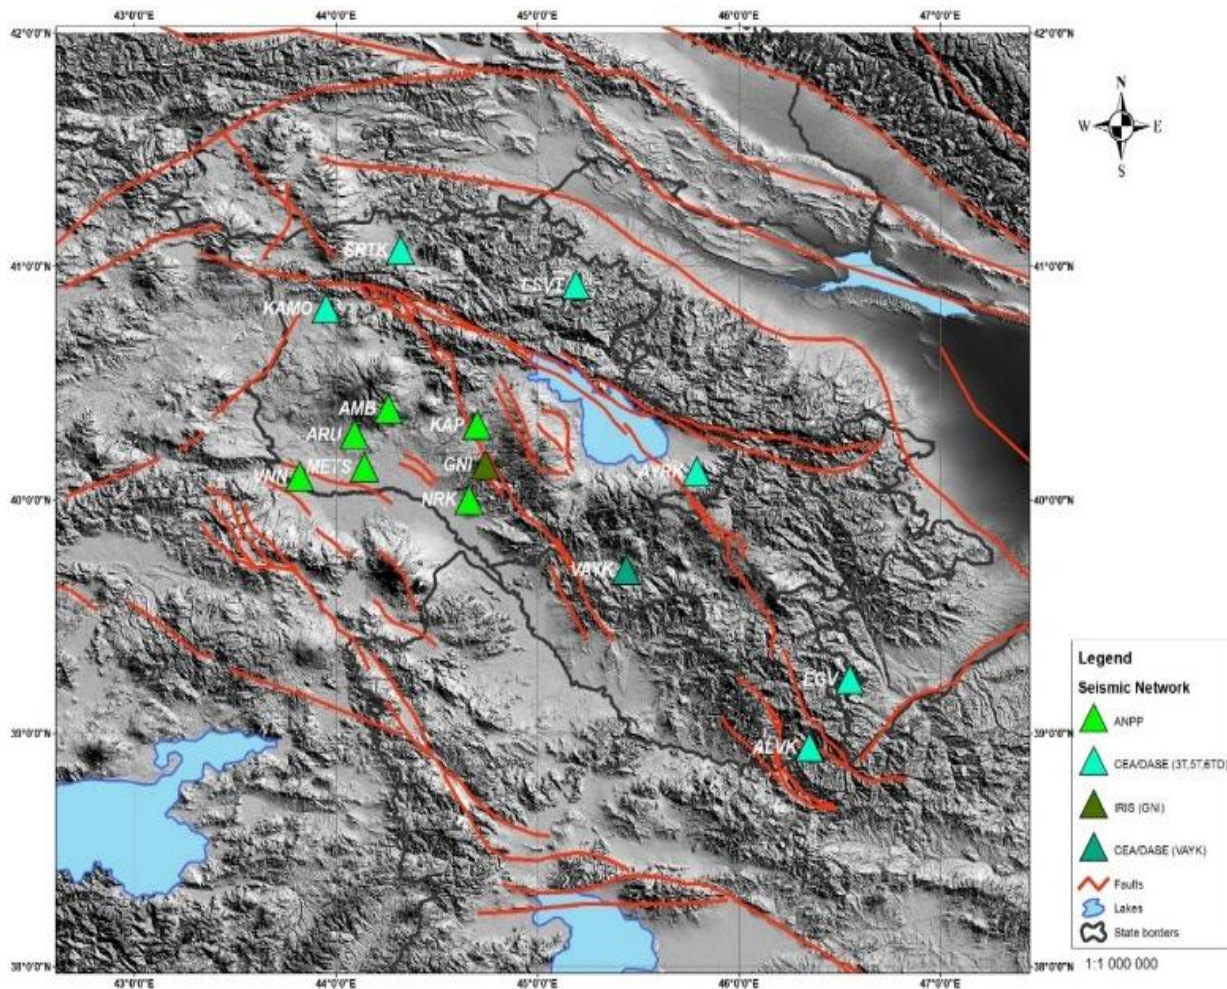 43°0'0"E 44°0'0"E 45°0'0"E 46°0'0"E 47°0'0"E
42°0'0"N 42°0'0"N
N
W E
S
SRTK
41°0'0"N 41°0'0"N
KAMO
AMB
ARU KAP
METS GNI AYRK
VNN
40°0'0"N NRK 40°0'0"N
VAYK
EGV
39°0'0"N 39°0'0"N
ALVK
38°0'0"N 38°0'0"N
43°0'0"E 44°0'0"E 45°0'0"E 46°0'0"E 47°0'0"E
Legend
Seismic Network
ANPP
CEA/DASE (3T,5T,6TD)
IRIS (GNI)
CEA/DASE (VAYK)
Faults
Lakes
State borders
1:1 000 000